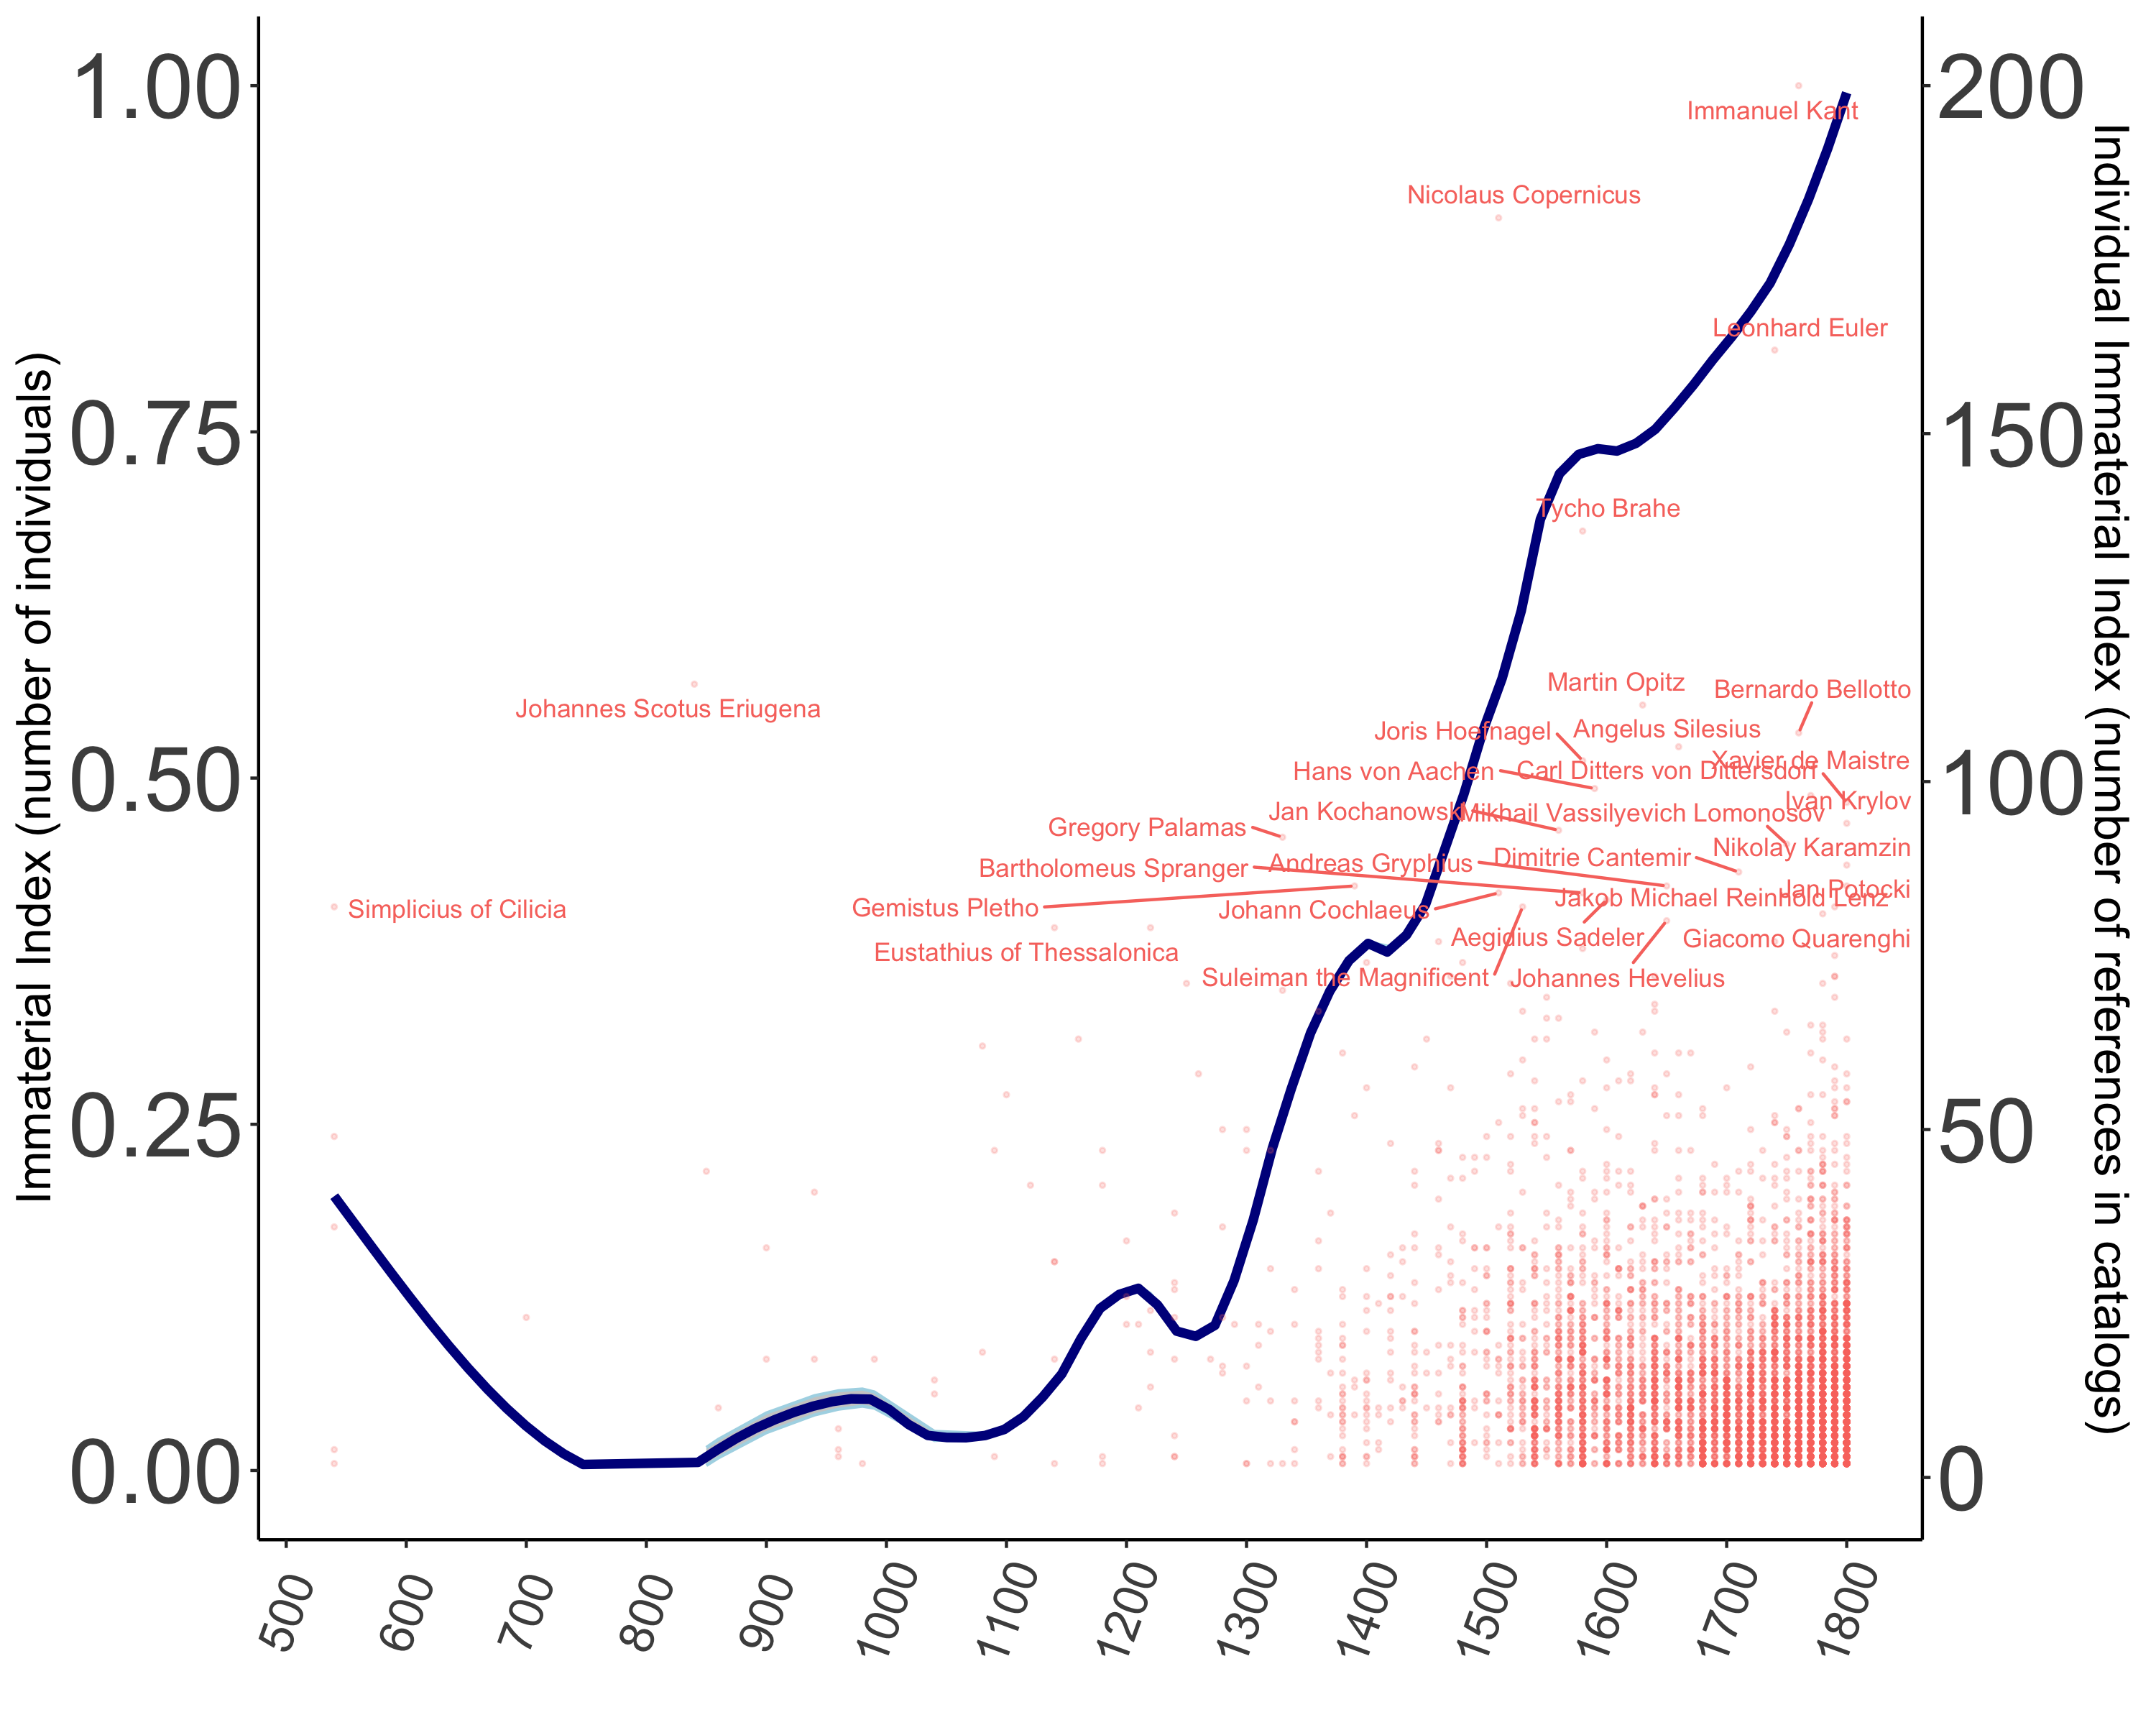 1.00
0.75
0.50
0.25
0.00
Immaterial Index (number of individuals)
200
150
100
50
0
Individual Immaterial Index (number of references in catalogs)
Immanuel Kant
Nicolaus Copernicus
Leonhard Euler
Tycho Brahe
Martin Opitz
Bernardo Bellotto
Johannes Scotus Eriugena
Joris Hoefnagel
Angelus Silesius
Xavier de Maistre
Hans von Aachen
Carl Ditters von Dittersdorf
Ivan Krylov
Jan Kochanowski
Mikhail Vassilyevich Lomonosov
Gregory Palamas
Nikolay Karamzin
Bartholomeus Spranger
Andreas Gryphius
Dimitrie Cantemir
Jan Potocki
Jakob Michael Reinhold Lenz
Simplicius of Cilicia
Gemistus Pletho
Johann Cochlaeus
Aegidius Sadeler
Giacomo Quarenghi
Eustathius of Thessalonica
Suleiman the Magnificent
Johannes Hevelius
500
600
700
800
900
1000
1100
1200
1300
1400
1500
1600
1700
1800